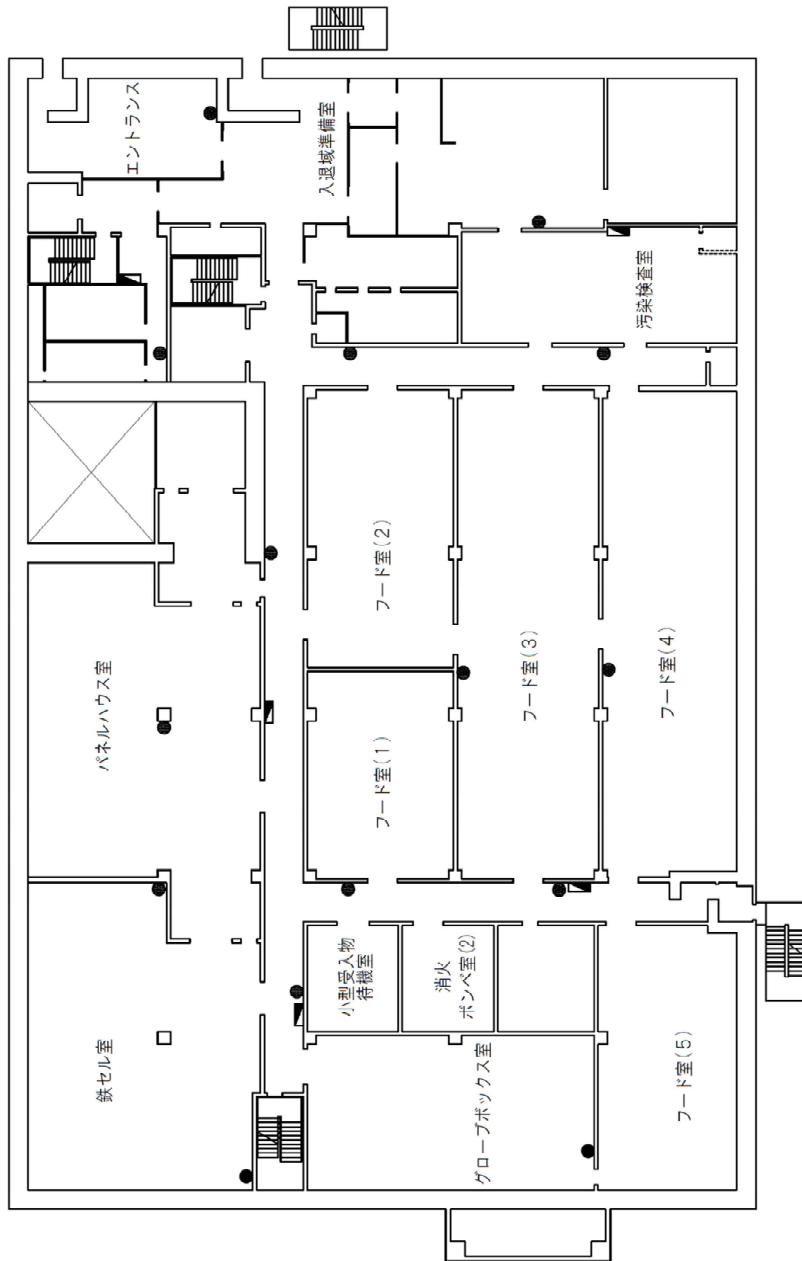 エントランス
入退域準備室
汚染検査室
パネルハウス室
フード室(2)
フード室(3)
フード室(4)
フード室(1)
鉄セル室
小型受入物
待機室
消火
ボンベ室(2)
グローブボックス室
フード室(5)